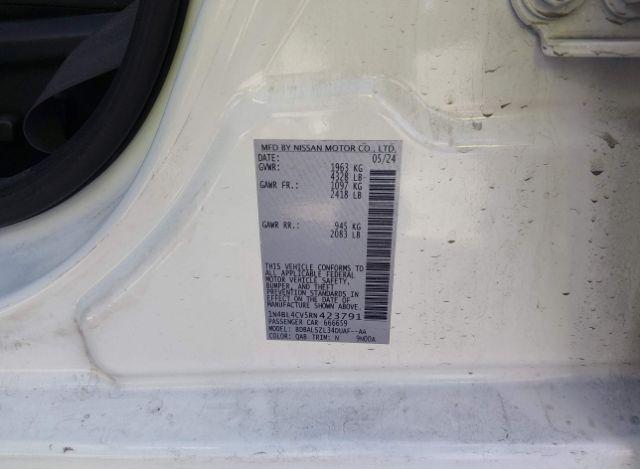 MFD BY NISSAN MOTOR CO., LTD.
DATE: 05/24
GVWR: 1963 KG
4328 LB
GAWR FR.: 1097 KG
2418 LB
GAWR RR.: 945 KG
2083 LB
THIS VEHICLE CONFORMS TO
ALL APPLICABLE FEDERAL
MOTOR VEHICLE SAFETY,
BUMPER, AND THEFT
PREVENTION STANDARDS IN
EFFECT ON THE DATE OF
MANUFACTURE SHOWN ABOVE.
1N4BL4CV5RN423791
PASSENGER CAR 666659
MODEL: BDBALSZL34DUAF--AA
COLOR: QAB TRIM: N 9N00A